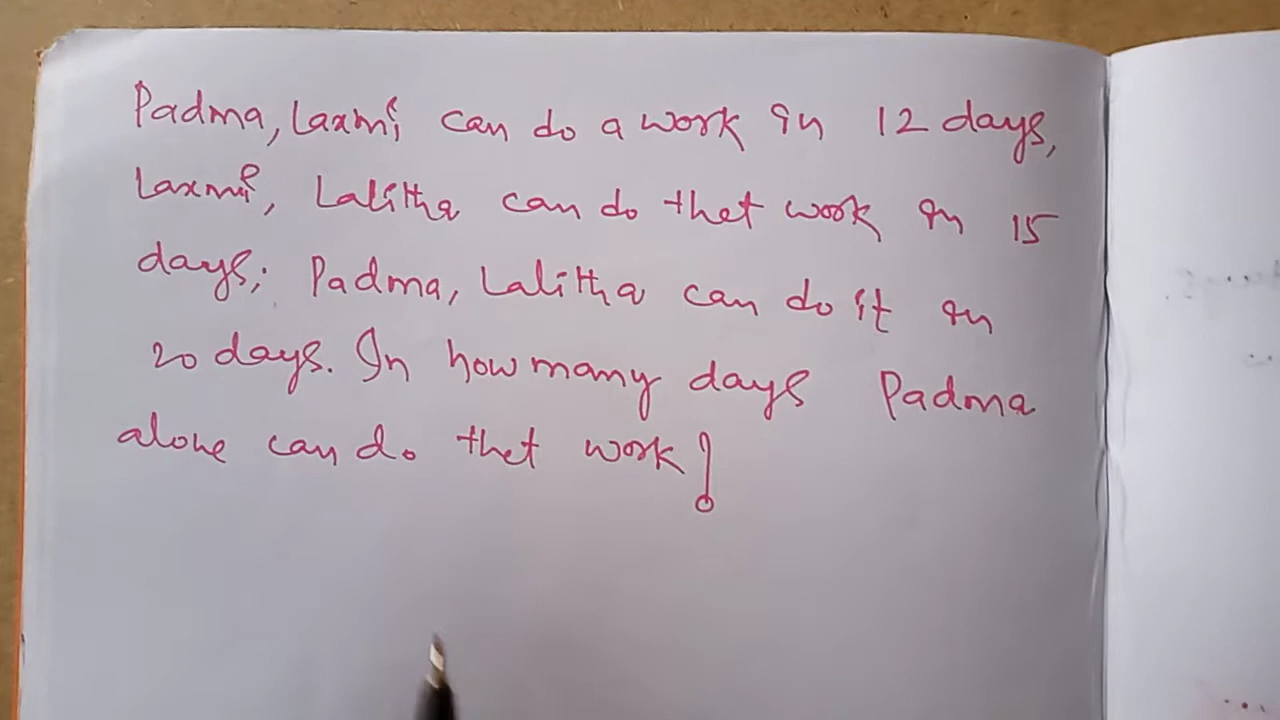 Padma, Laxmi can do a work in 12 days,
Laxmi, Lalitha can do that work in 15
days; Padma, Lalitha can do it in
20 days. In how many days Padma
alone can do that work?